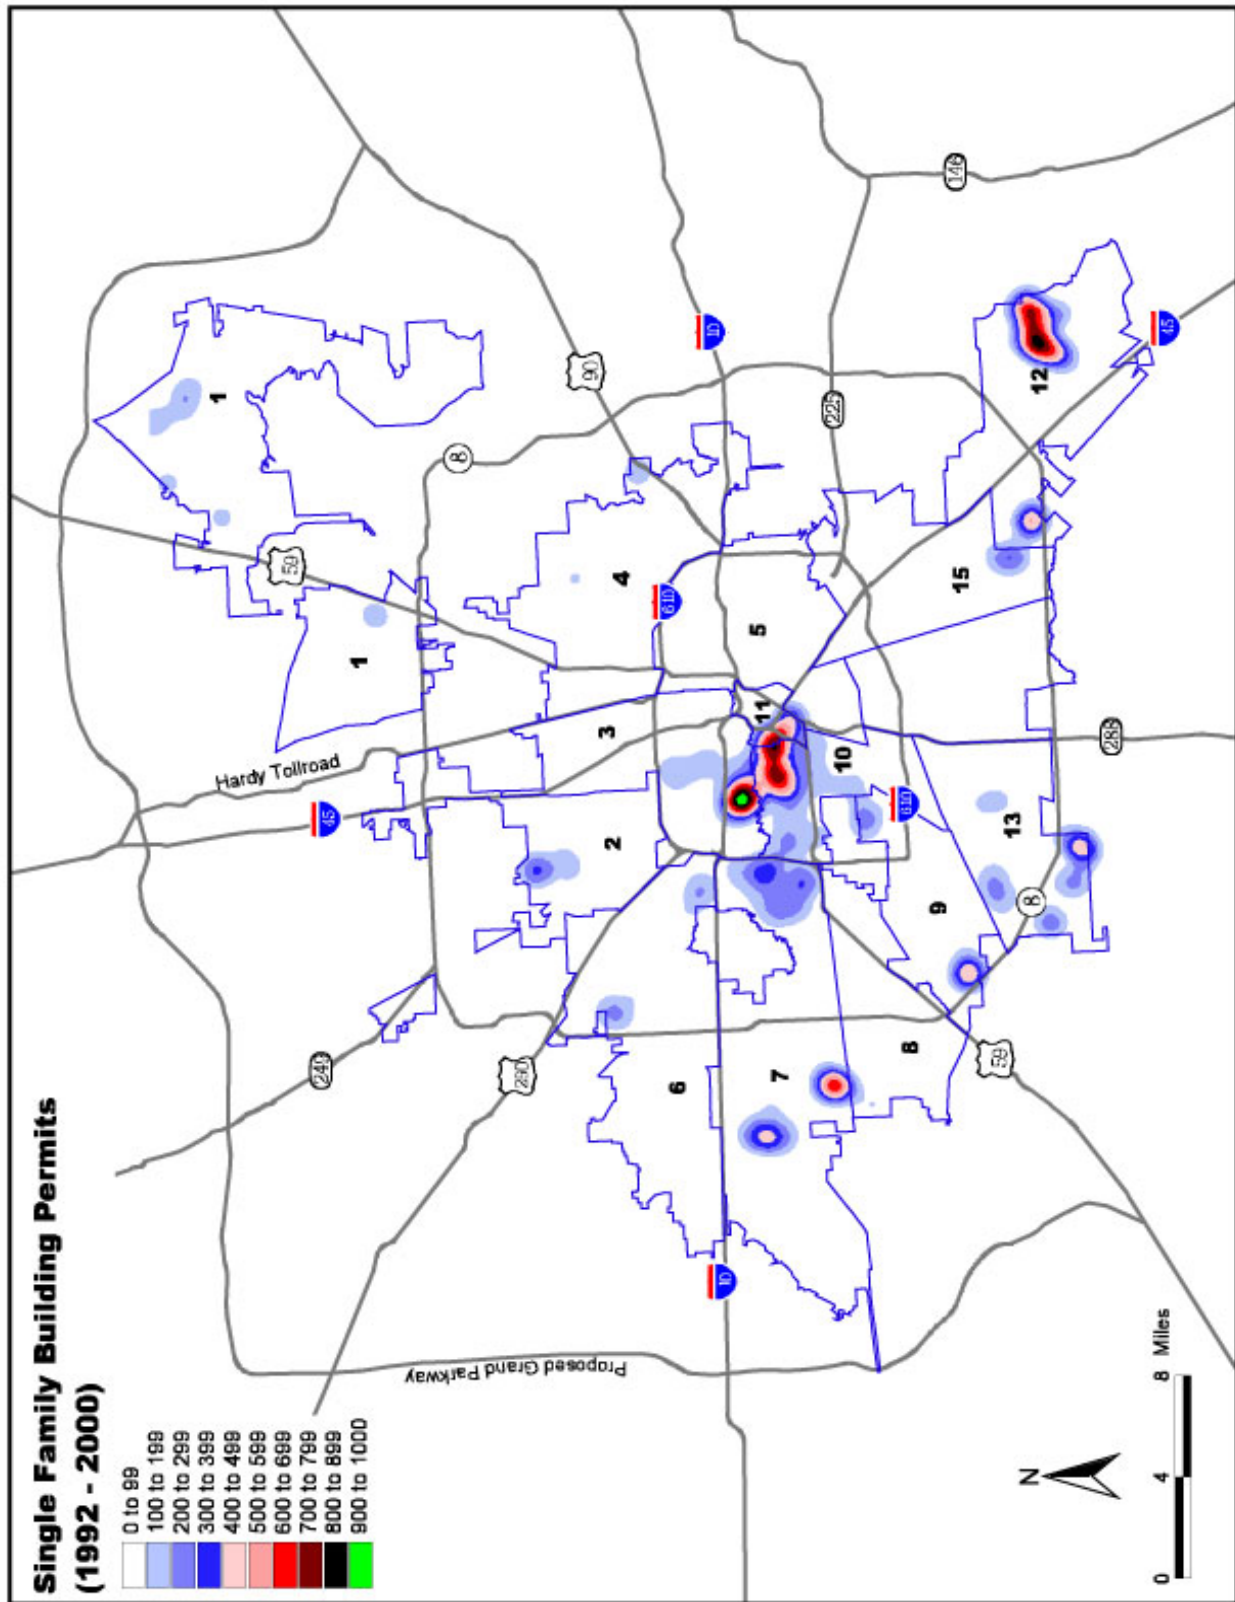 Single Family Building Permits
(1992 - 2000)
0 to 99
100 to 199
200 to 299
300 to 399
400 to 499
500 to 599
600 to 699
700 to 799
800 to 899
900 to 1000
249
45
Hardy Tollroad
59
1
1
8
290
2
3
4
90
610
10
6
10
7
5
11
10
225
146
8
9
610
15
12
59
13
8
288
45
Proposed Grand Parkway
N
0 4 8 Miles